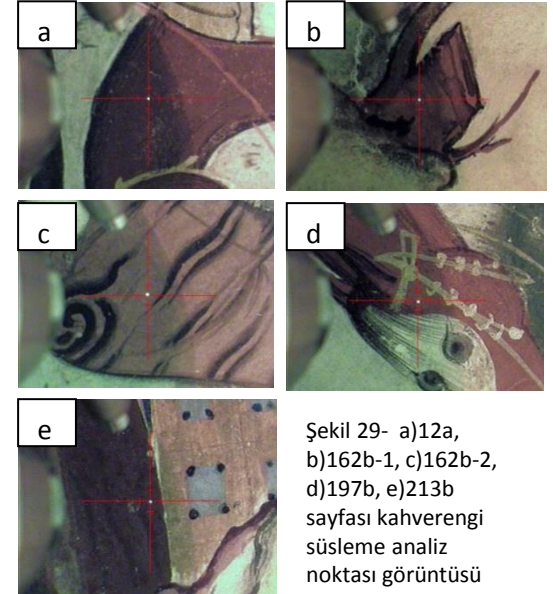 a
b
c
d
e
Şekil 29- a)12a,
b)162b-1, c)162b-2,
d)197b, e)213b
sayfası kahverengi
süsleme analiz
noktası görüntüsü